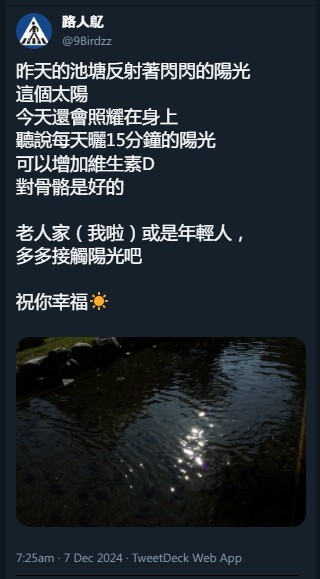 路人鳦
@9Birdzz
昨天的池塘反射著閃閃的陽光
這個太陽
今天還會照耀在身上
聽說每天曬15分鐘的陽光
可以增加維生素D
對骨骼是好的
老人家（我啦）或是年輕人，
多多接觸陽光吧
祝你幸福☀️
7:25am · 7 Dec 2024 · TweetDeck Web App